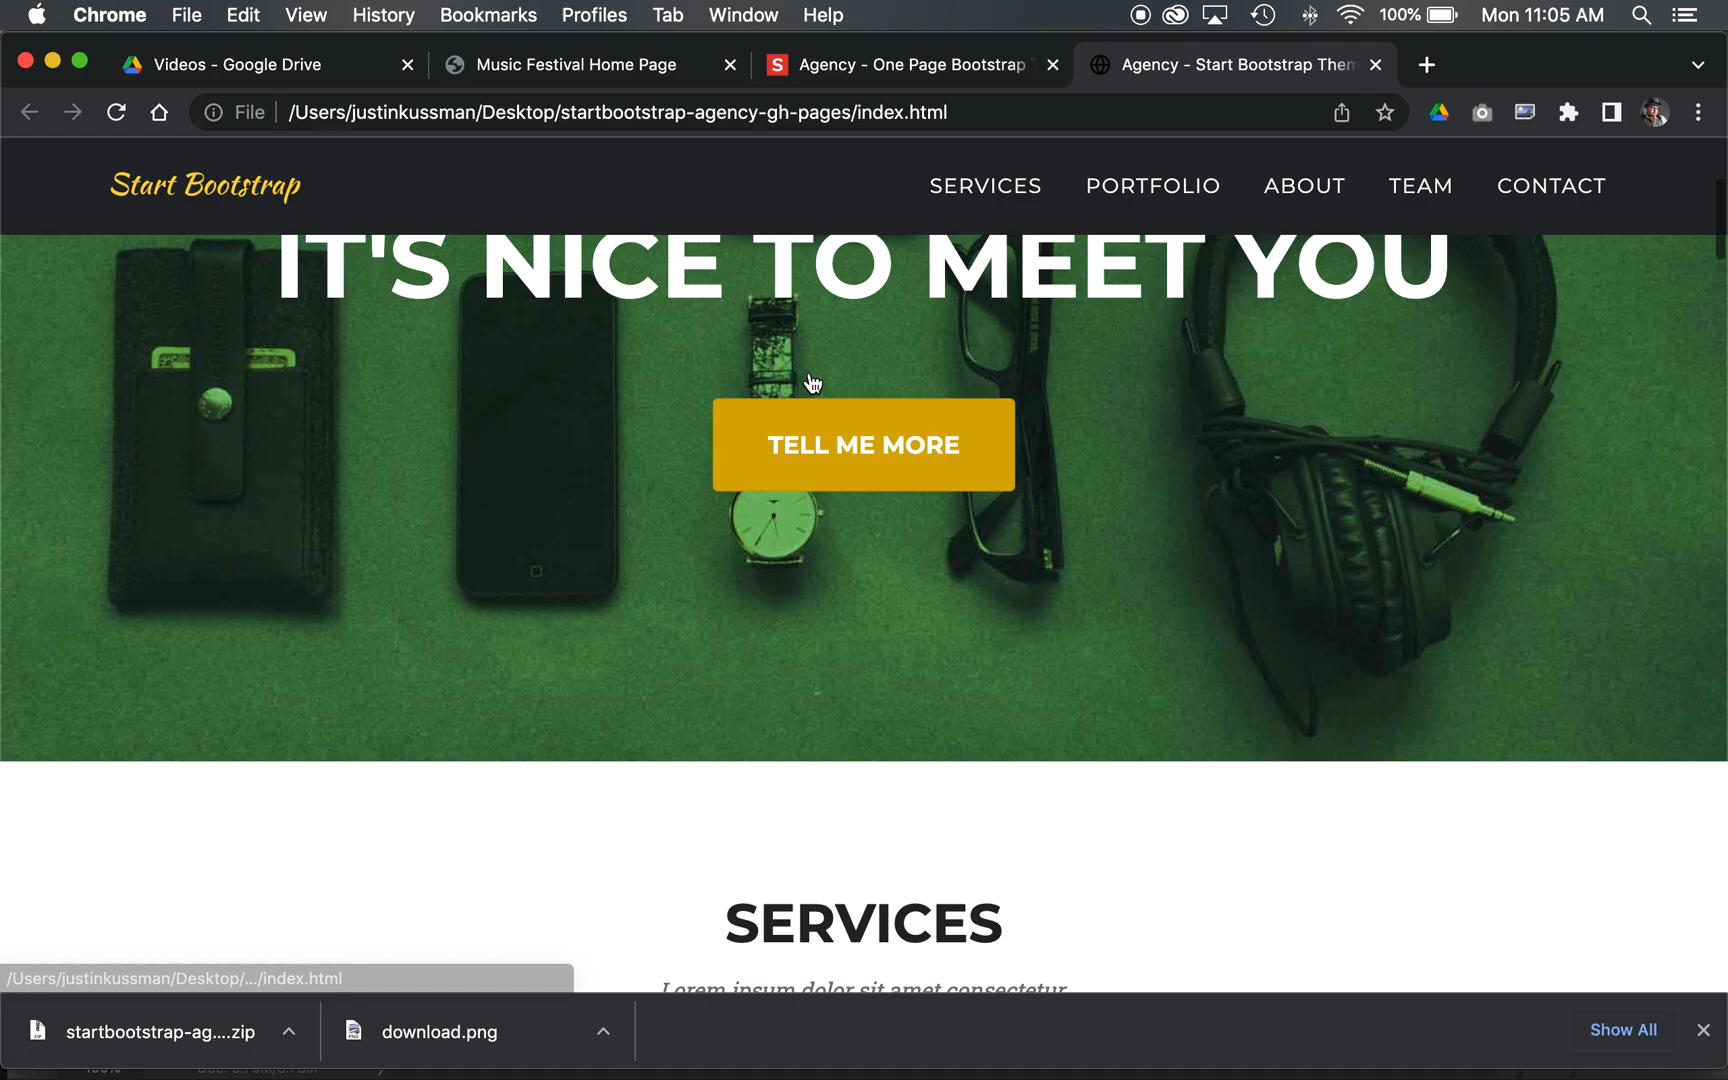 Chrome File Edit View History Bookmarks Profiles Tab Window Help 100% Mon 11:05 AM
Videos - Google Drive Music Festival Home Page S Agency - One Page Bootstrap Agency - Start Bootstrap Them
File /Users/justinkussman/Desktop/startbootstrap-agency-gh-pages/index.html
Start Bootstrap SERVICES PORTFOLIO ABOUT TEAM CONTACT
IT'S NICE TO MEET YOU
TELL ME MORE
SERVICES
Lorem ipsum dolor sit amet consectetur
/Users/justinkussman/Desktop/.../index.html
startbootstrap-ag....zip download.png Show All